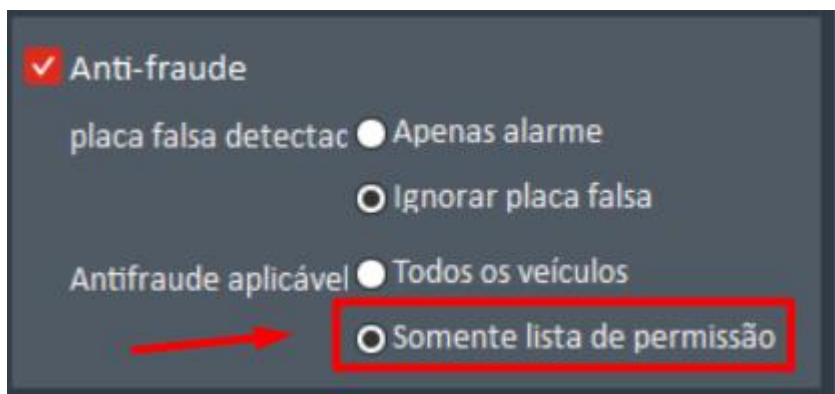 Anti-fraude
placa falsa detectac Apenas alarme
Ignorar placa falsa
Antifraude aplicável Todos os veículos
Somente lista de permissão